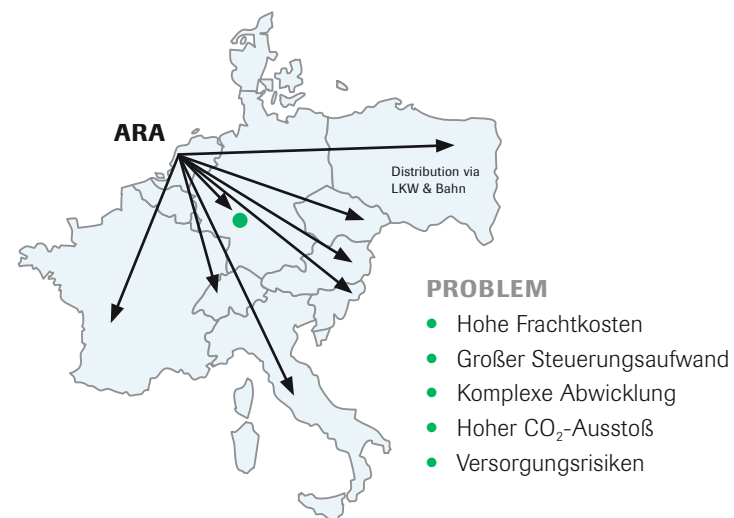 ARA
Distribution via
LKW & Bahn
PROBLEM
• Hohe Frachtkosten
• Großer Steuerungsaufwand
• Komplexe Abwicklung
• Hoher CO₂-Ausstoß
• Versorgungsrisiken